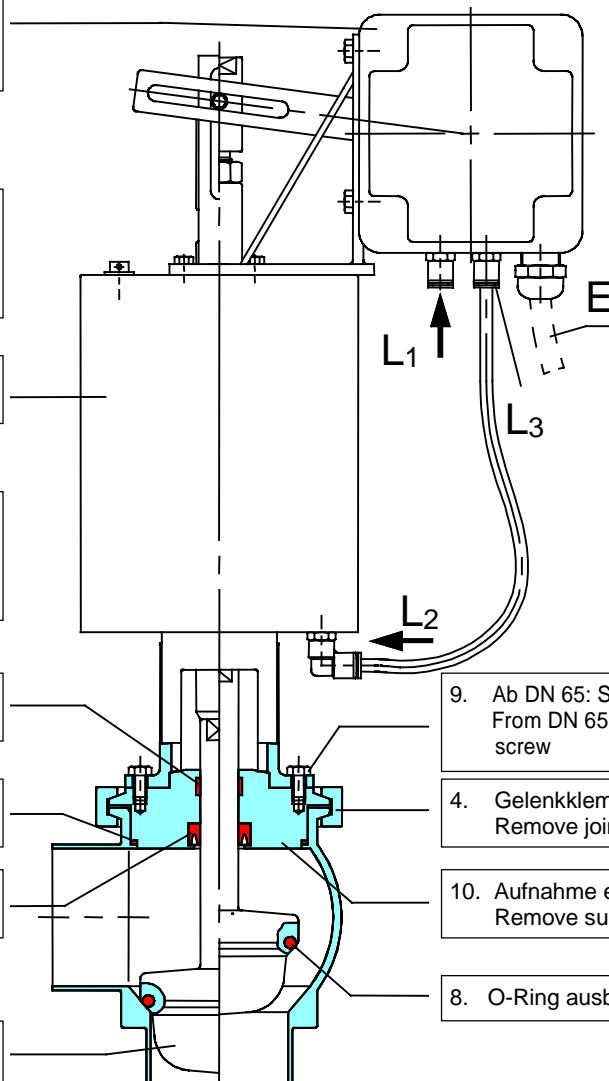 E
L1
L3
L2
9. Ab DN 65: S
From DN 65
screw
4. Gelenkklem
Remove join
10. Aufnahme e
Remove su
8. O-Ring ausb